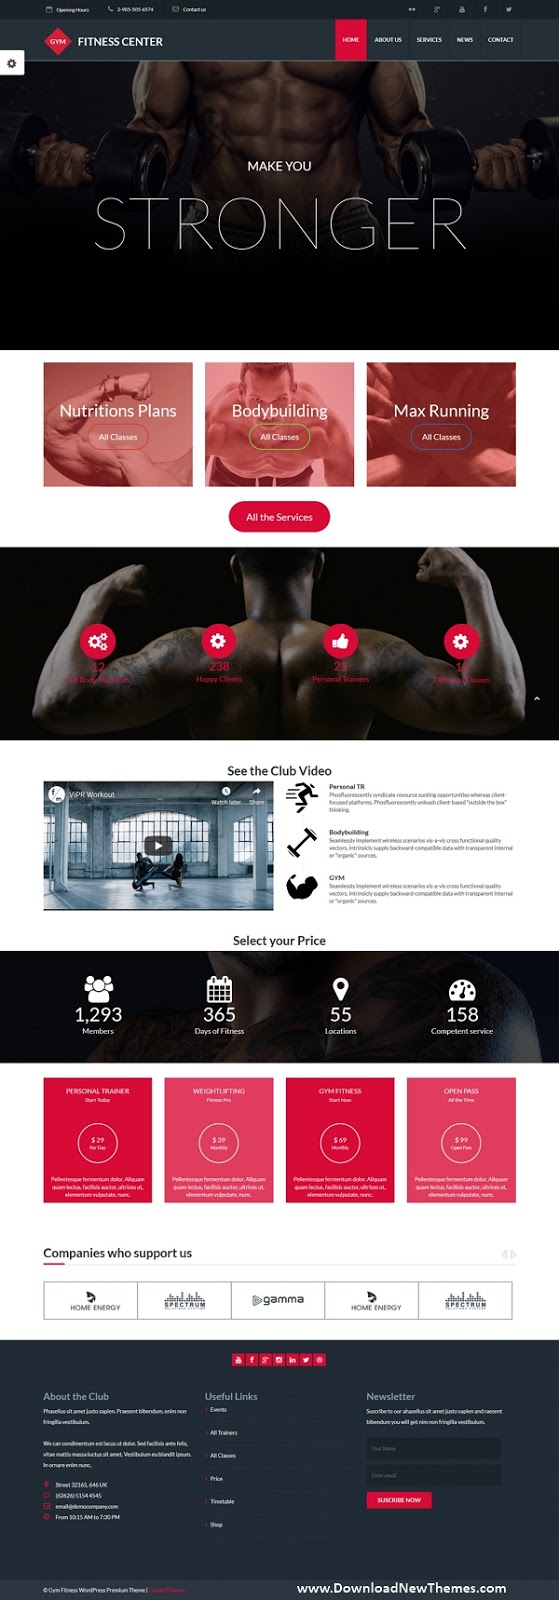 Opening Hours
2-985-505-6574
Contact us
GYM
FITNESS CENTER
HOME
ABOUT US
SERVICES
NEWS
CONTACT
MAKE YOU
STRONGER
Nutritions Plans
All Classes
Bodybuilding
All Classes
Max Running
All Classes
All the Services
12
Body
238
Happy Clients
21
Personal Trainers
Classes
See the Club Video
ViPR Workout
Watch later
Share
Personal TR
Phosfluorescently syndicate resource sucking opportunities whereas client-
focused platforms. Phosfluorescently unleash client-based "outside the box"
thinking.
Bodybuilding
Seamlessly implement wireless scenarios vis-a-vis cross functional quality
vectors. Intrinsicly supply backward-compatible data with transparent internal
or "organic" sources.
GYM
Seamlessly implement wireless scenarios vis-a-vis cross functional quality
vectors. Intrinsicly supply backward-compatible data with transparent internal
or "organic" sources.
Select your Price
1,293
Members
365
Days of Fitness
55
Locations
158
Competent service
PERSONAL TRAINER
Start Today
$ 29
Per Day
Pellentesque fermentum dolor. Aliquam
quam lectus, facilisis auctor, ultrices ut,
elementum vulputate, nunc.
WEIGHTLIFTING
Fitness Pro
$ 39
Monthly
Pellentesque fermentum dolor. Aliquam
quam lectus, facilisis auctor, ultrices ut,
elementum vulputate, nunc.
GYM FITNESS
Start Now
$ 69
Monthly
Pellentesque fermentum dolor. Aliquam
quam lectus, facilisis auctor, ultrices ut,
elementum vulputate, nunc.
OPEN PASS
All the Time
$ 99
Open Pass
Pellentesque fermentum dolor. Aliquam
quam lectus, facilisis auctor, ultrices ut,
elementum vulputate, nunc.
Companies who support us
HOME ENERGY
SPECTRUM
gamma
HOME ENERGY
SPECTRUM
About the Club
Phasellus sit amet justo sapien. Praesent bibendum, enim non
fringilla vestibulum.
We can condimentum est lacus ut dolor. Sed facilisis ante felis,
vitae mattis massa luctus sit amet. Vestibulum eu blandit ipsum.
In ornare enim nunc.
Street 32165, 646 UK
(62626) 5154 4545
email@democompany.com
From 10:15 AM to 7:30 PM
Useful Links
Events
All Trainers
All Classes
Price
Timetable
Shop
Newsletter
Suscribe to our ahasellus sit amet justo sapien and raesent
bibendum you will get nim non fringilla vestibulum.
Your Name
Enter email
SUSCRIBE NOW
© Gym Fitness WordPress Premium Theme |
www.DownloadNewThemes.com